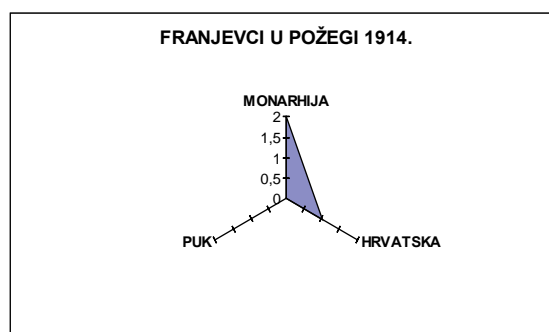 FRANJEVCI U POŽEGI 1914.
MONARHIJA
2
1,5
1
0,5
0
PUK
HRVATSKA